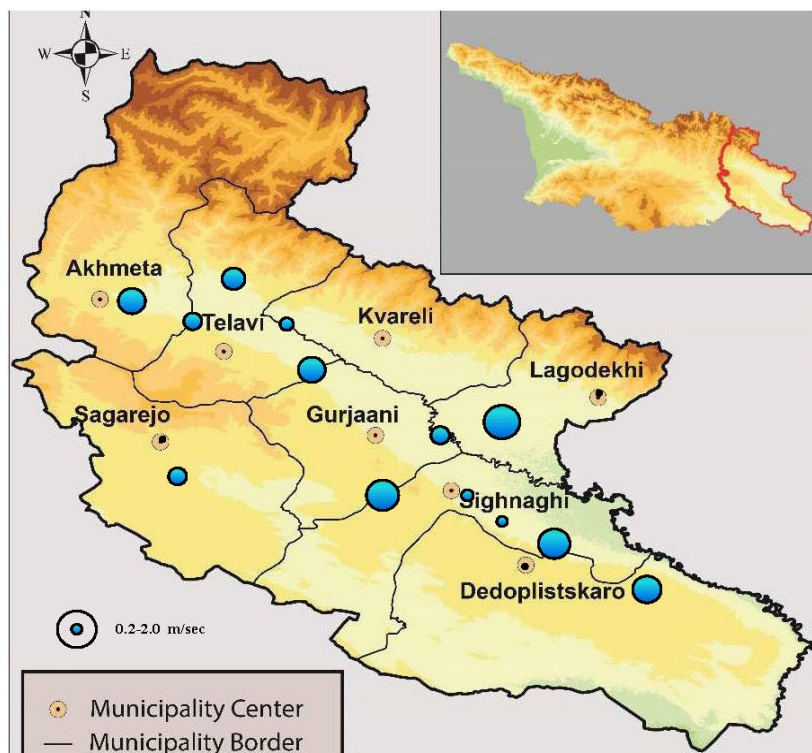 N
W E
S
Akhmeta
Telavi
Kvareli
Lagodekhi
Sagarejo
Gurjaani
Sighnaghi
Dedoplistskaro
0.2-2.0 m/sec
Municipality Center
Municipality Border